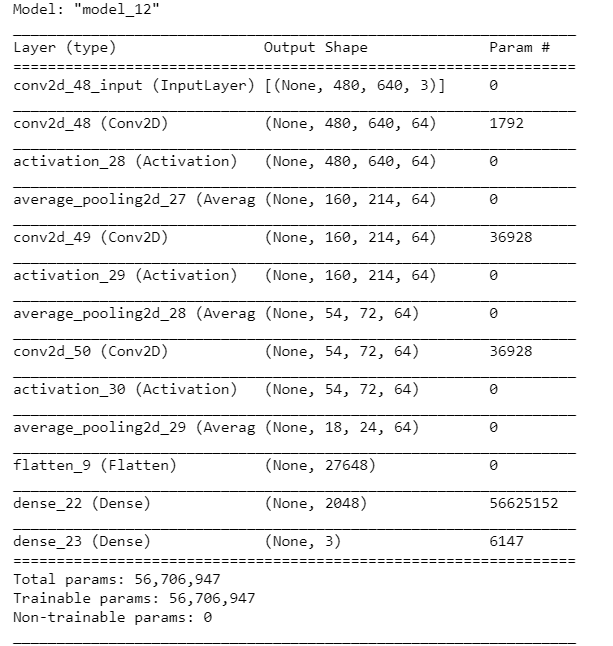 Model: "model_12"
Layer (type) Output Shape Param #
conv2d_48_input (InputLayer) [(None, 480, 640, 3)] 0
conv2d_48 (Conv2D) (None, 480, 640, 64) 1792
activation_28 (Activation) (None, 480, 640, 64) 0
average_pooling2d_27 (Averag (None, 160, 214, 64) 0
conv2d_49 (Conv2D) (None, 160, 214, 64) 36928
activation_29 (Activation) (None, 160, 214, 64) 0
average_pooling2d_28 (Averag (None, 54, 72, 64) 0
conv2d_50 (Conv2D) (None, 54, 72, 64) 36928
activation_30 (Activation) (None, 54, 72, 64) 0
average_pooling2d_29 (Averag (None, 18, 24, 64) 0
flatten_9 (Flatten) (None, 27648) 0
dense_22 (Dense) (None, 2048) 56625152
dense_23 (Dense) (None, 3) 6147
Total params: 56,706,947
Trainable params: 56,706,947
Non-trainable params: 0